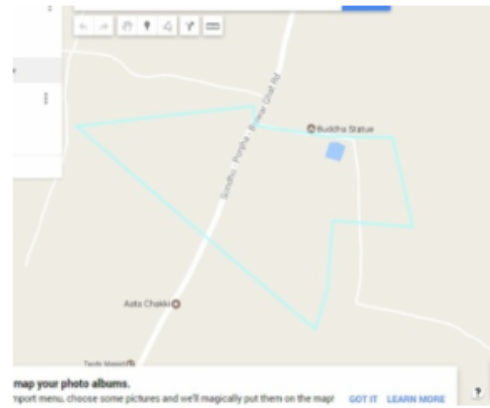 Buddha Statue
Aata Chakki
map your photo albums.
mport menu, choose some pictures and we'll magically put them on the map!
GOT IT LEARN MORE
?